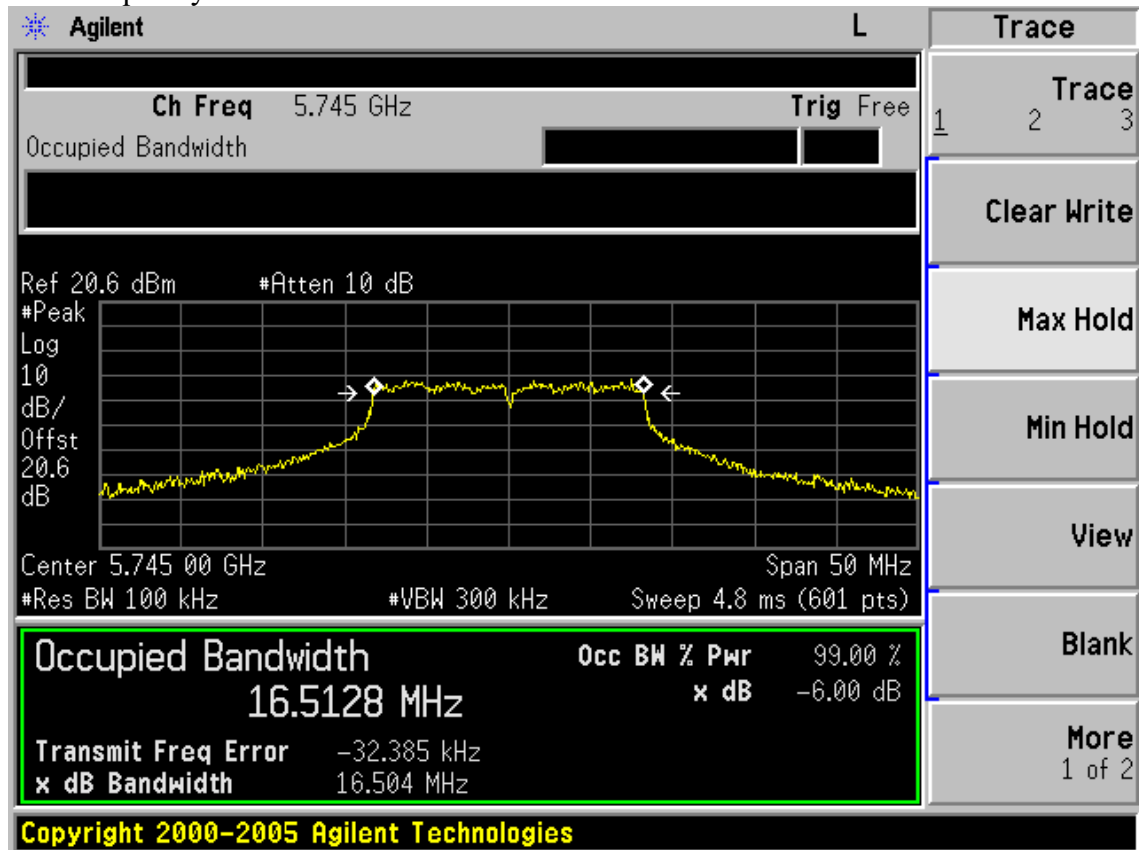 Agilent L Trace
Ch Freq 5.745 GHz Trig Free
Occupied Bandwidth
Trace
1 2 3
Clear Write
Max Hold
Min Hold
View
Blank
More
1 of 2
Ref 20.6 dBm #Atten 10 dB
#Peak
Log
10
dB/
Offst
20.6
dB
Center 5.745 00 GHz Span 50 MHz
#Res BW 100 kHz #VBW 300 kHz Sweep 4.8 ms (601 pts)
Occupied Bandwidth Occ BW % Pwr 99.00 %
16.5128 MHz x dB -6.00 dB
Transmit Freq Error -32.385 kHz
x dB Bandwidth 16.504 MHz
Copyright 2000-2005 Agilent Technologies